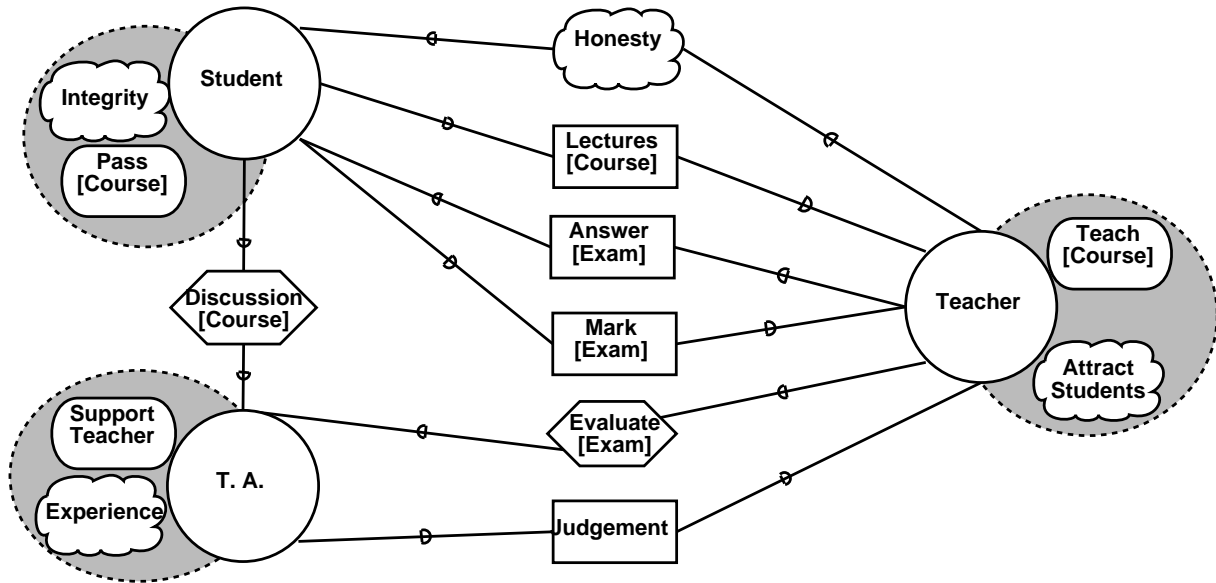 Honesty
Student
Integrity
Pass
[Course]
Lectures
[Course]
Answer
[Exam]
Mark
[Exam]
Teacher
Teach
[Course]
Attract
Students
Discussion
[Course]
Evaluate
[Exam]
Support
Teacher
T. A.
Experience
Judgement